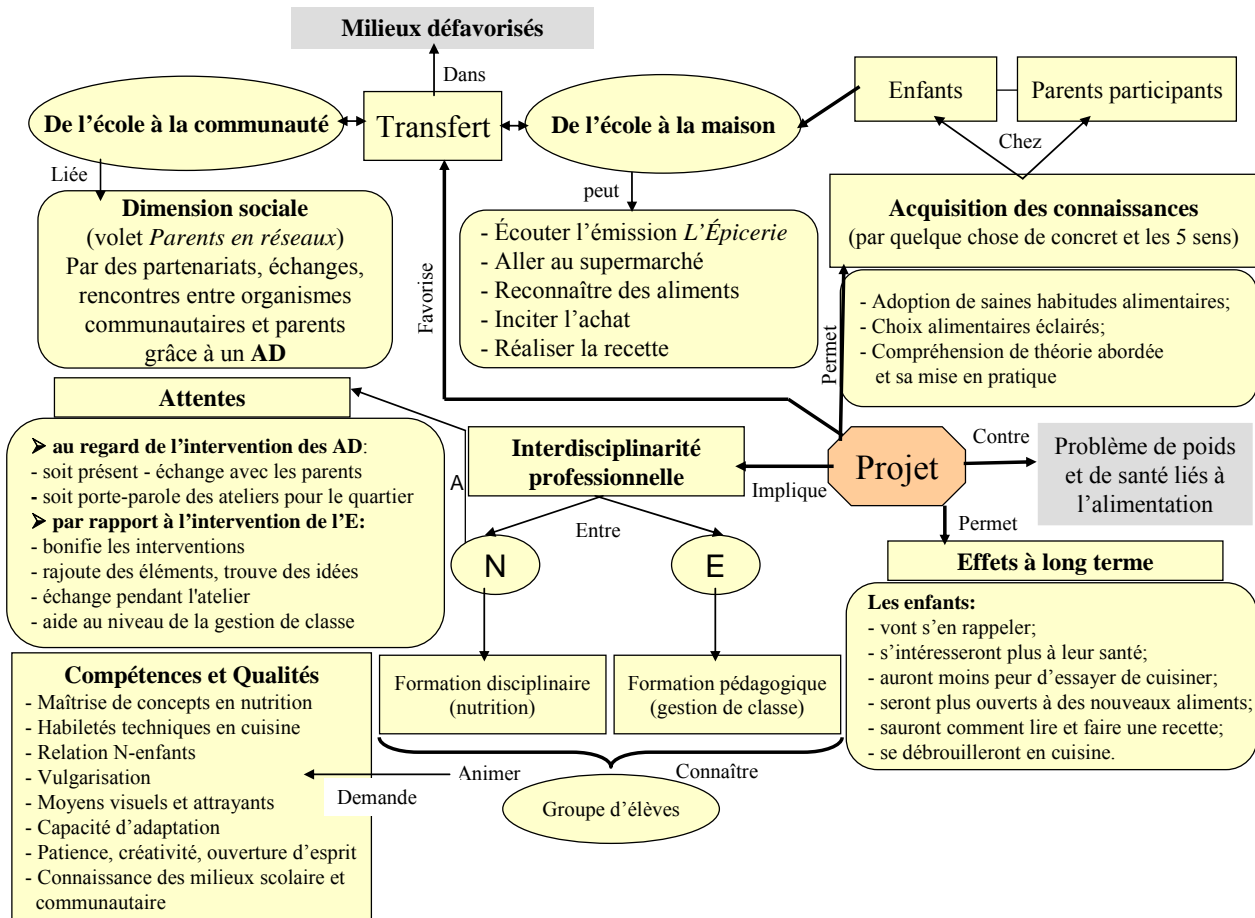 Milieux défavorisés
Dans
De l'école à la communauté
Transfert
De l'école à la maison
Enfants
Parents participants
Chez
Liée
Dimension sociale
(volet Parents en réseaux)
Par des partenariats, échanges,
rencontres entre organismes
communautaires et parents
grâce à un AD
peut
- Écouter l'émission L'Épicerie
- Aller au supermarché
- Reconnaître des aliments
- Inciter l'achat
- Réaliser la recette
Favorise
Acquisition des connaissances
(par quelque chose de concret et les 5 sens)
Permet
- Adoption de saines habitudes alimentaires;
- Choix alimentaires éclairés;
- Compréhension de théorie abordée
et sa mise en pratique
Attentes
➢ au regard de l'intervention des AD:
- soit présent - échange avec les parents
- soit porte-parole des ateliers pour le quartier
➢ par rapport à l'intervention de l'E:
- bonifie les interventions
- rajoute des éléments, trouve des idées
- échange pendant l'atelier
- aide au niveau de la gestion de classe
A
Interdisciplinarité
professionnelle
Implique
Projet
Contre
Problème de poids
et de santé liés à
l'alimentation
Entre
N
E
Permet
Effets à long terme
Les enfants:
- vont s'en rappeler;
- s'intéresseront plus à leur santé;
- auront moins peur d'essayer de cuisiner;
- seront plus ouverts à des nouveaux aliments;
- sauront comment lire et faire une recette;
- se débrouilleront en cuisine.
Formation disciplinaire
(nutrition)
Formation pédagogique
(gestion de classe)
Compétences et Qualités
- Maîtrise de concepts en nutrition
- Habiletés techniques en cuisine
- Relation N-enfants
- Vulgarisation
- Moyens visuels et attrayants
- Capacité d'adaptation
- Patience, créativité, ouverture d'esprit
- Connaissance des milieux scolaire et
communautaire
Animer
Connaître
Demande
Groupe d'élèves